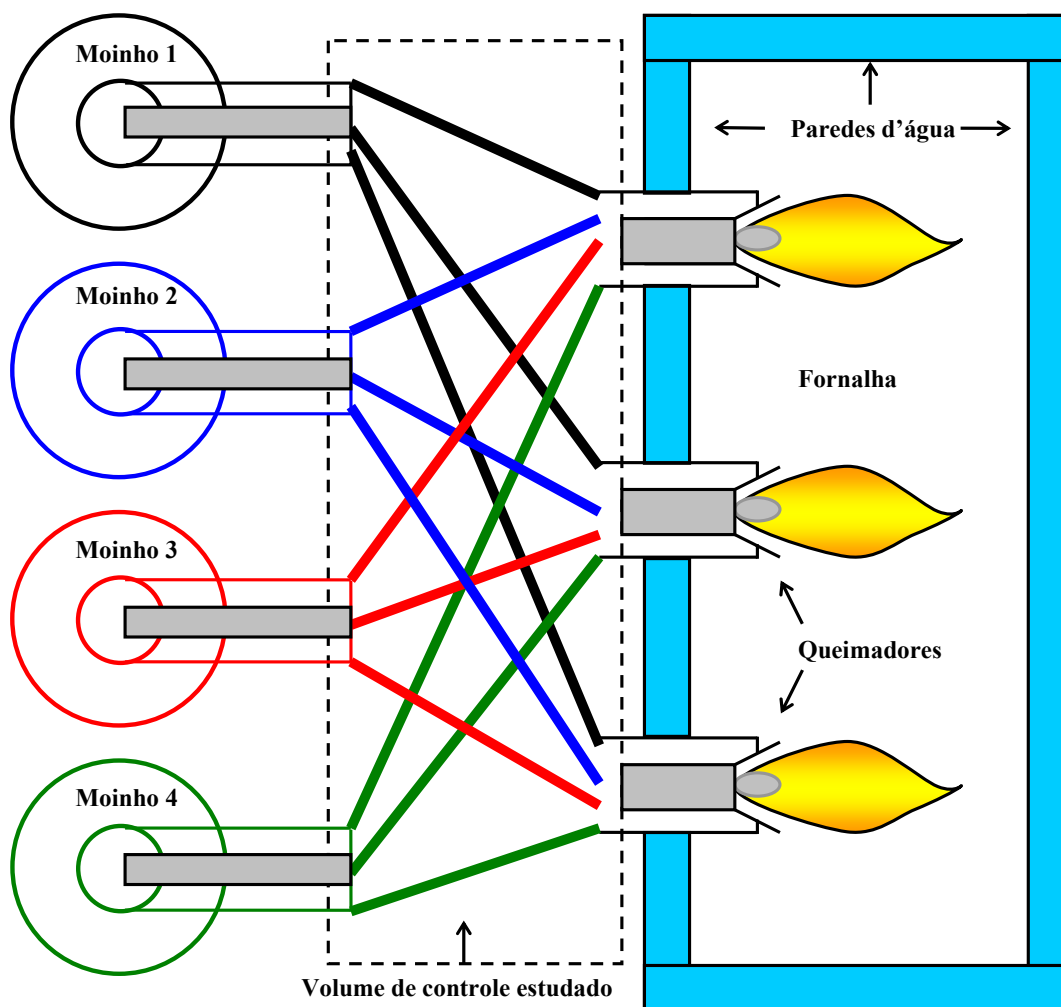 Moinho 1
Paredes d’água
Moinho 2
Fornalha
Moinho 3
Queimadores
Moinho 4
Volume de controle estudado